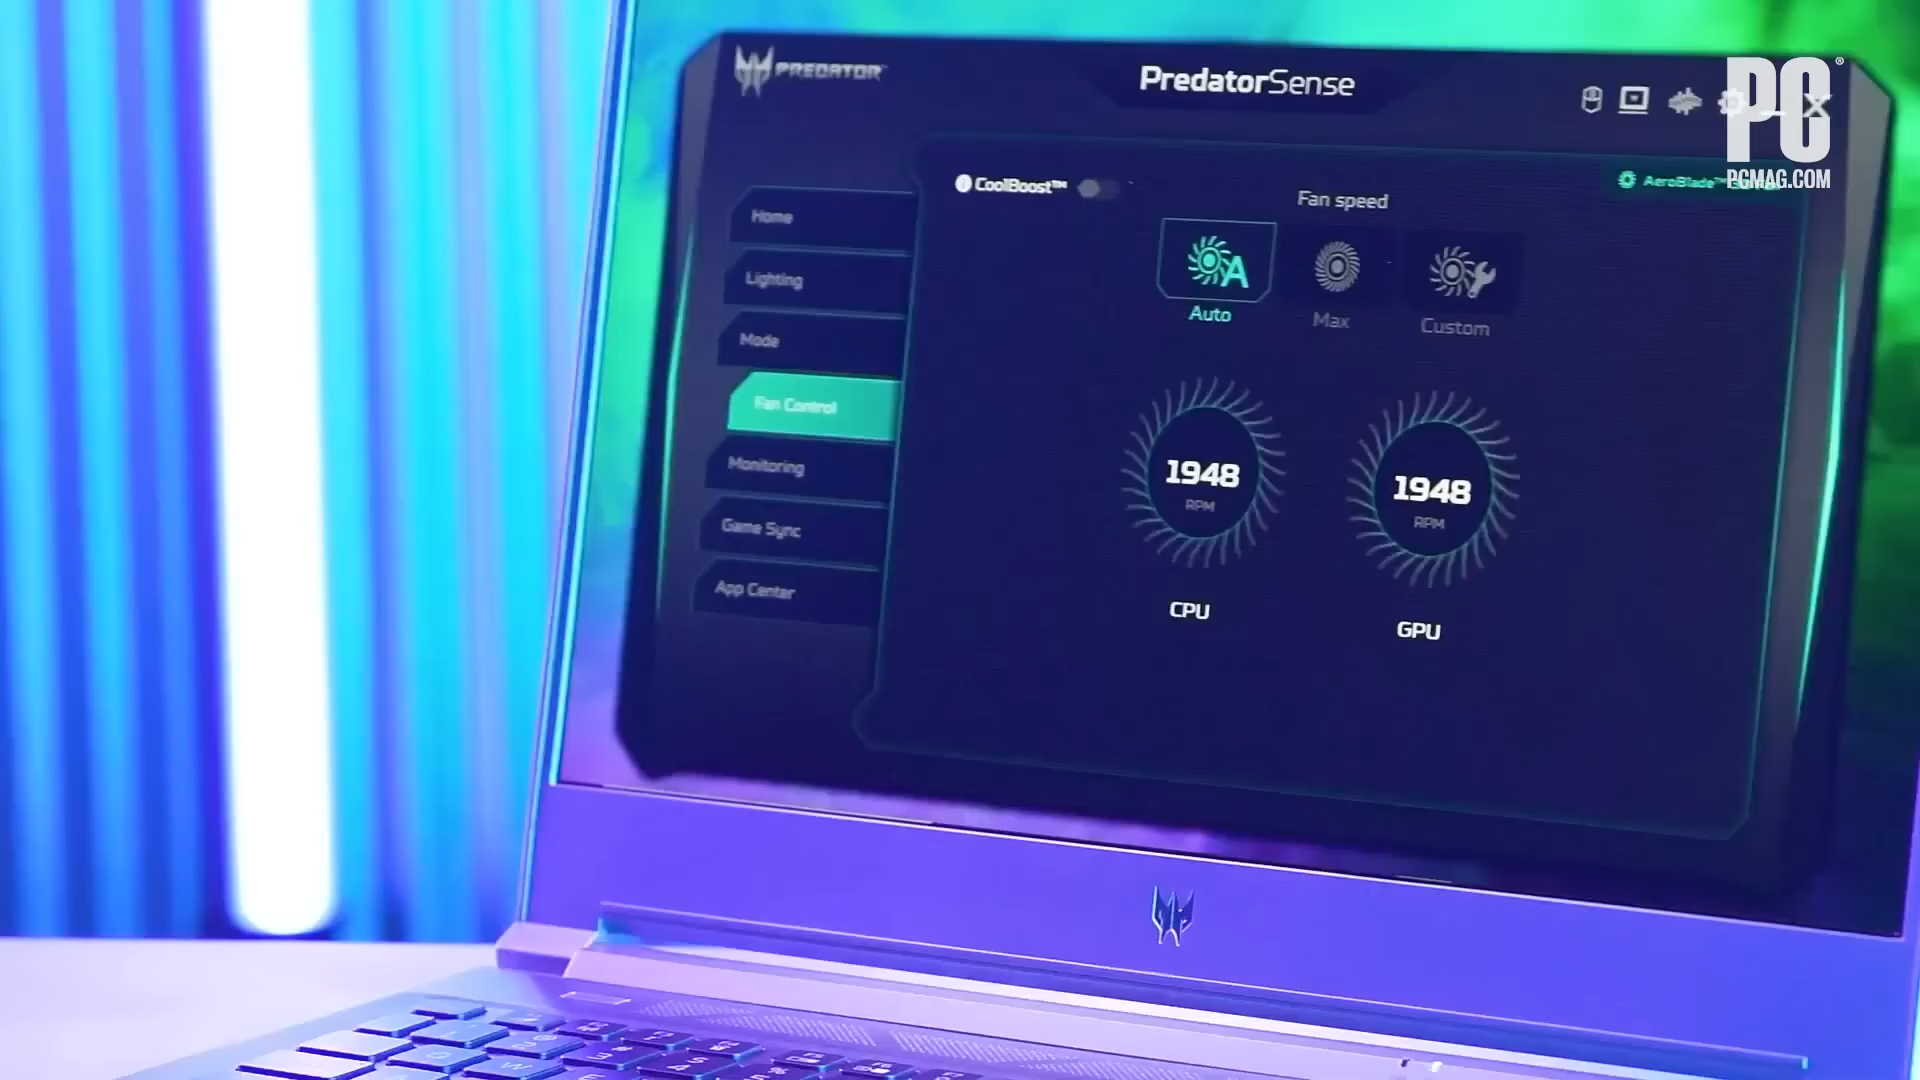 PREDATOR
PredatorSense
PC
PCMAG.COM
CoolBoost™
AeroBlade™
Fan speed
Auto
Max
Custom
Home
Lighting
Mode
Fan Control
Monitoring
Game Sync
App Center
1948
RPM
1948
RPM
CPU
GPU